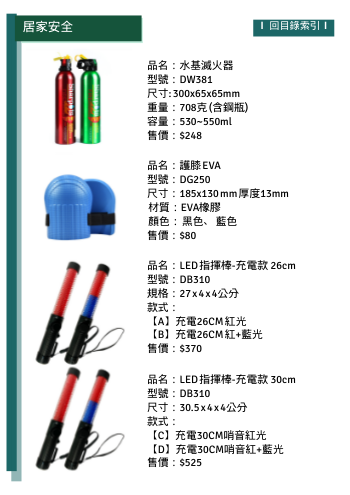 居家安全
回目錄索引
品名：水基滅火器
型號：DW381
尺寸:300x65x65mm
重量：708克(含鋼瓶)
容量：530~550ml
售價：$248
品名：護膝EVA
型號：DG250
尺寸：185x130mm厚度13mm
材質：EVA橡膠
顏色：黑色、藍色
售價：$80
品名：LED指揮棒-充電款 26cm
型號：DB310
規格：27x4x4公分
款式：
【A】充電26CM紅光
【B】充電26CM紅+藍光
售價：$370
品名：LED指揮棒-充電款 30cm
型號：DB310
尺寸：30.5x4x4公分
款式：
【C】充電30CM哨音紅光
【D】充電30CM哨音紅+藍光
售價：$525